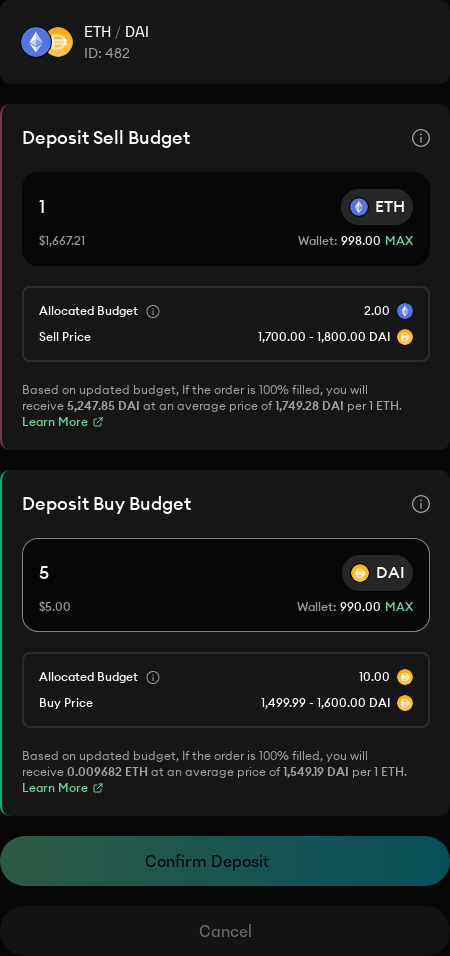 ETH / DAI
ID: 482
Deposit Sell Budget
1
ETH
$1,667.21
Wallet: 998.00 MAX
Allocated Budget
2.00
Sell Price
1,700.00 - 1,800.00 DAI
Based on updated budget, If the order is 100% filled, you will
receive 5,247.85 DAI at an average price of 1,749.28 DAI per 1 ETH.
Learn More
Deposit Buy Budget
5
DAI
$5.00
Wallet: 990.00 MAX
Allocated Budget
10.00
Buy Price
1,499.99 - 1,600.00 DAI
Based on updated budget, If the order is 100% filled, you will
receive 0.009682 ETH at an average price of 1,549.19 DAI per 1 ETH.
Learn More
Confirm Deposit
Cancel